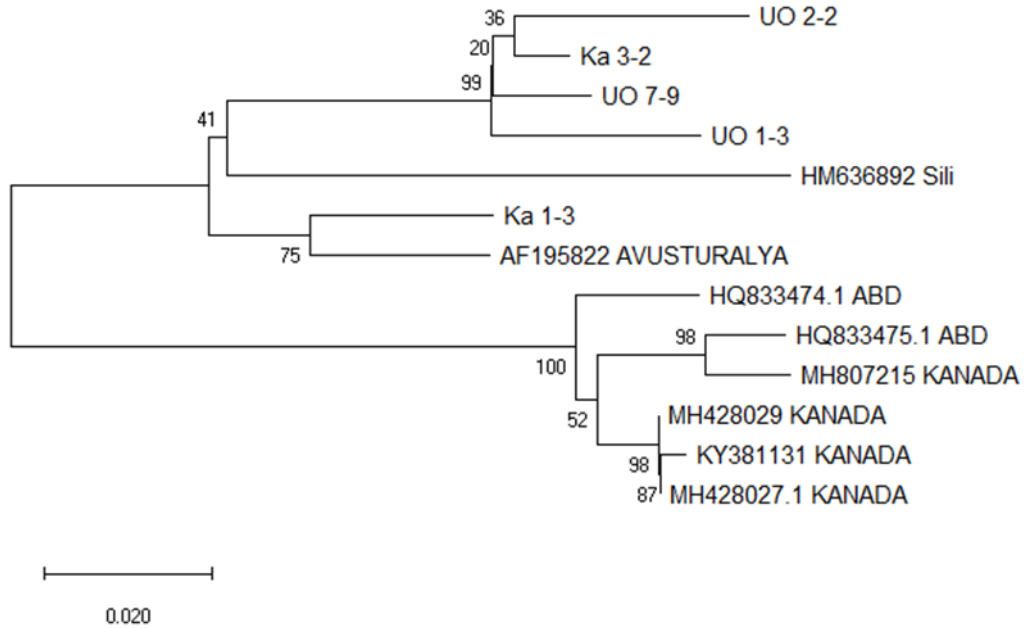 36
UO 2-2
20
Ka 3-2
99
UO 7-9
41
UO 1-3
HM636892 Sili
Ka 1-3
75
AF195822 AVUSTURALYA
HQ833474.1 ABD
98
HQ833475.1 ABD
100
MH807215 KANADA
52
MH428029 KANADA
KY381131 KANADA
98
87
MH428027.1 KANADA
0.020